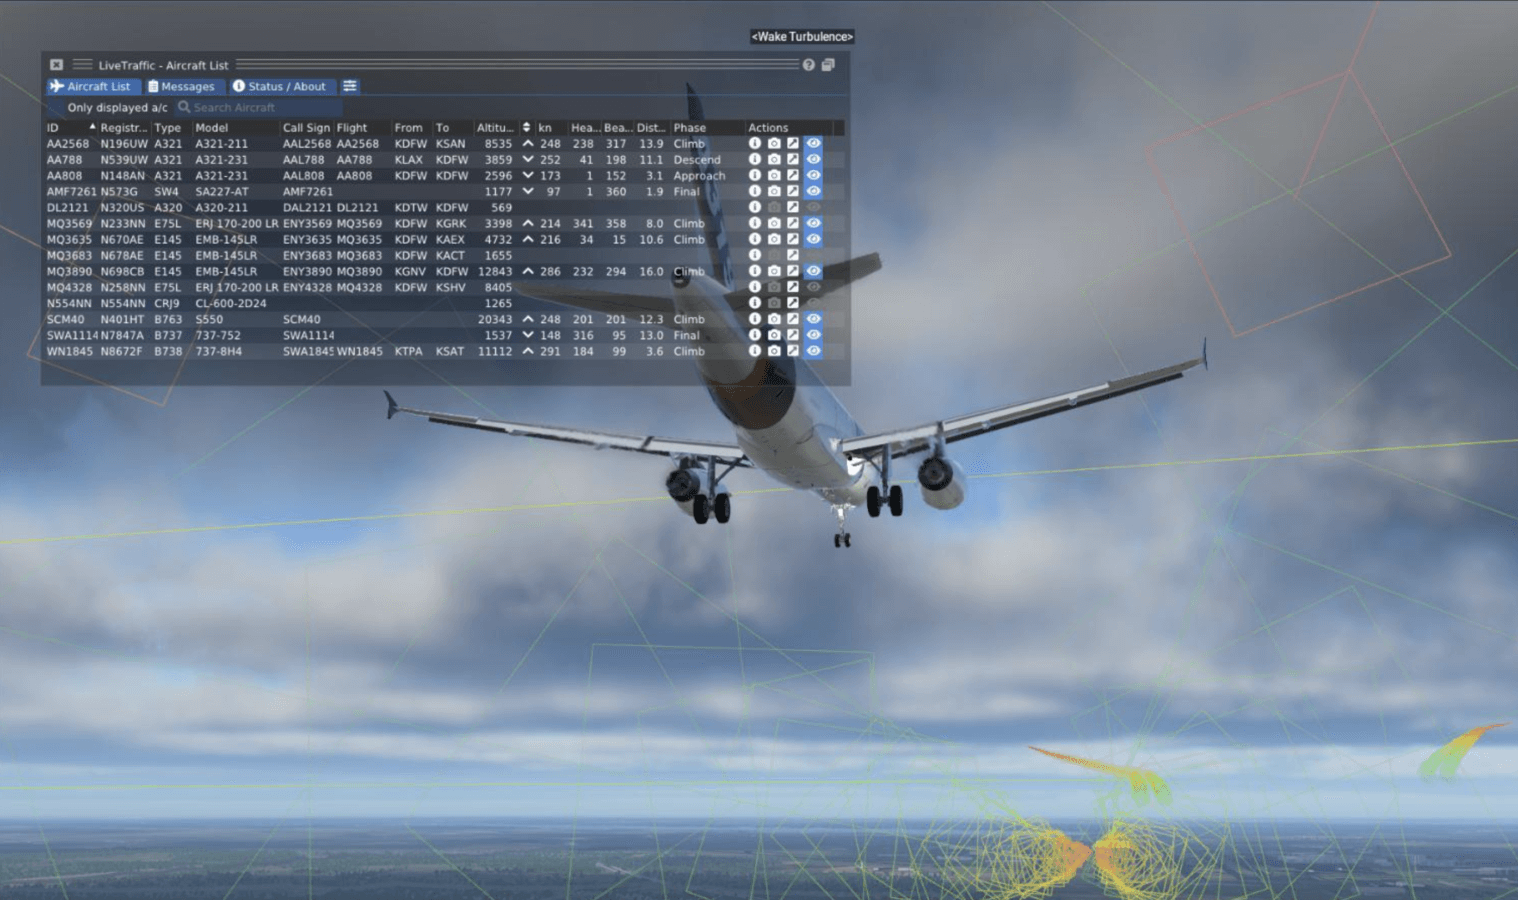 <Wake Turbulence>
LiveTraffic - Aircraft List
Aircraft List Messages Status / About
Only displayed a/c Search Aircraft
ID Registr... Type Model Call Sign Flight From To Altitu... kn Hea... Bea... Dist... Phase Actions
AA2568 N196UW A321 A321-211 AAL2568 AA2568 KDFW KSAN 8535 248 238 317 13.9 Climb
AA788 N539UW A321 A321-231 AAL788 AA788 KLAX KDFW 3859 252 41 198 11.1 Descend
AA808 N148AN A321 A321-231 AAL808 AA808 KDFW KDFW 2596 173 1 152 3.1 Approach
AMF7261 N573G SW4 SA227-AT AMF7261 1177 97 1 360 1.9 Final
DL2121 N320US A320 A320-211 DAL2121 DL2121 KDTW KDFW 569
MQ3569 N233NN E75L ERJ 170-200 LR ENY3569 MQ3569 KDFW KGRK 3398 214 341 358 8.0 Climb
MQ3635 N670AE E145 EMB-145LR ENY3635 MQ3635 KDFW KAEX 4732 216 34 15 10.6 Climb
MQ3683 N678AE E145 EMB-145LR ENY3683 MQ3683 KDFW KACT 1655
MQ3890 N698CB E145 EMB-145LR ENY3890 MQ3890 KGNV KDFW 12843 286 232 294 16.0 Climb
MQ4328 N258NN E75L ERJ 170-200 LR ENY4328 MQ4328 KDFW KSHV 8405
N554NN N554NN CRJ9 CL-600-2D24 1265
SCM40 N401HT B763 S550 SCM40 20343 248 201 201 12.3 Climb
SWA1114 N7847A B737 737-752 SWA1114 1537 148 316 95 13.0 Final
WN1845 N8672F B738 737-8H4 SWA1845 WN1845 KTPA KSAT 11112 291 184 99 3.6 Climb